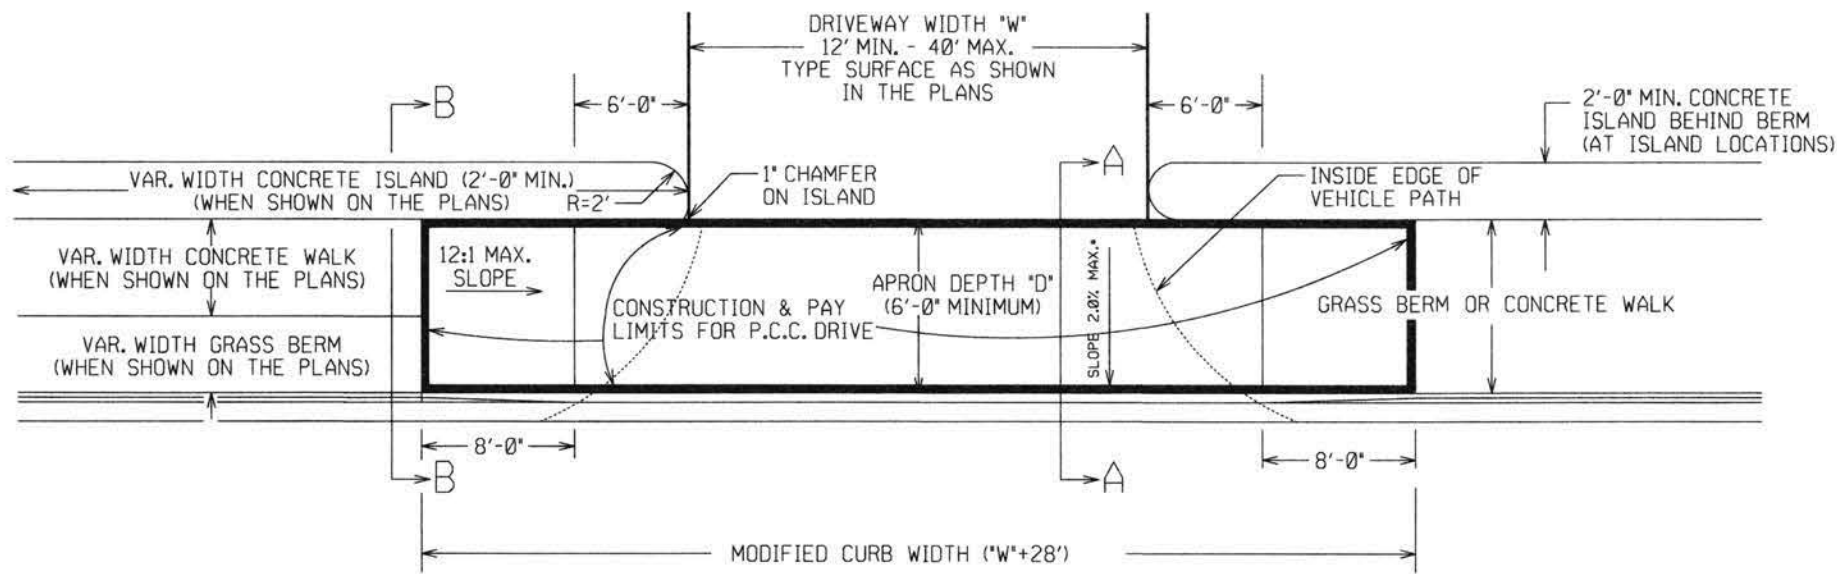 DRIVEWAY WIDTH "W"
12' MIN. - 40' MAX.
TYPE SURFACE AS SHOWN
IN THE PLANS
B
6'-0"
6'-0"
2'-0" MIN. CONCRETE
ISLAND BEHIND BERM
(AT ISLAND LOCATIONS)
A
VAR. WIDTH CONCRETE ISLAND (2'-0" MIN.)
(WHEN SHOWN ON THE PLANS)
R=2'
1" CHAMFER
ON ISLAND
INSIDE EDGE OF
VEHICLE PATH
VAR. WIDTH CONCRETE WALK
(WHEN SHOWN ON THE PLANS)
12:1 MAX.
SLOPE
APRON DEPTH "D"
(6'-0" MINIMUM)
SLOPE 2.0% MAX.*
CONSTRUCTION & PAY
LIMITS FOR P.C.C. DRIVE
GRASS BERM OR CONCRETE WALK
VAR. WIDTH GRASS BERM
(WHEN SHOWN ON THE PLANS)
8'-0"
8'-0"
B
A
MODIFIED CURB WIDTH ("W"+28')